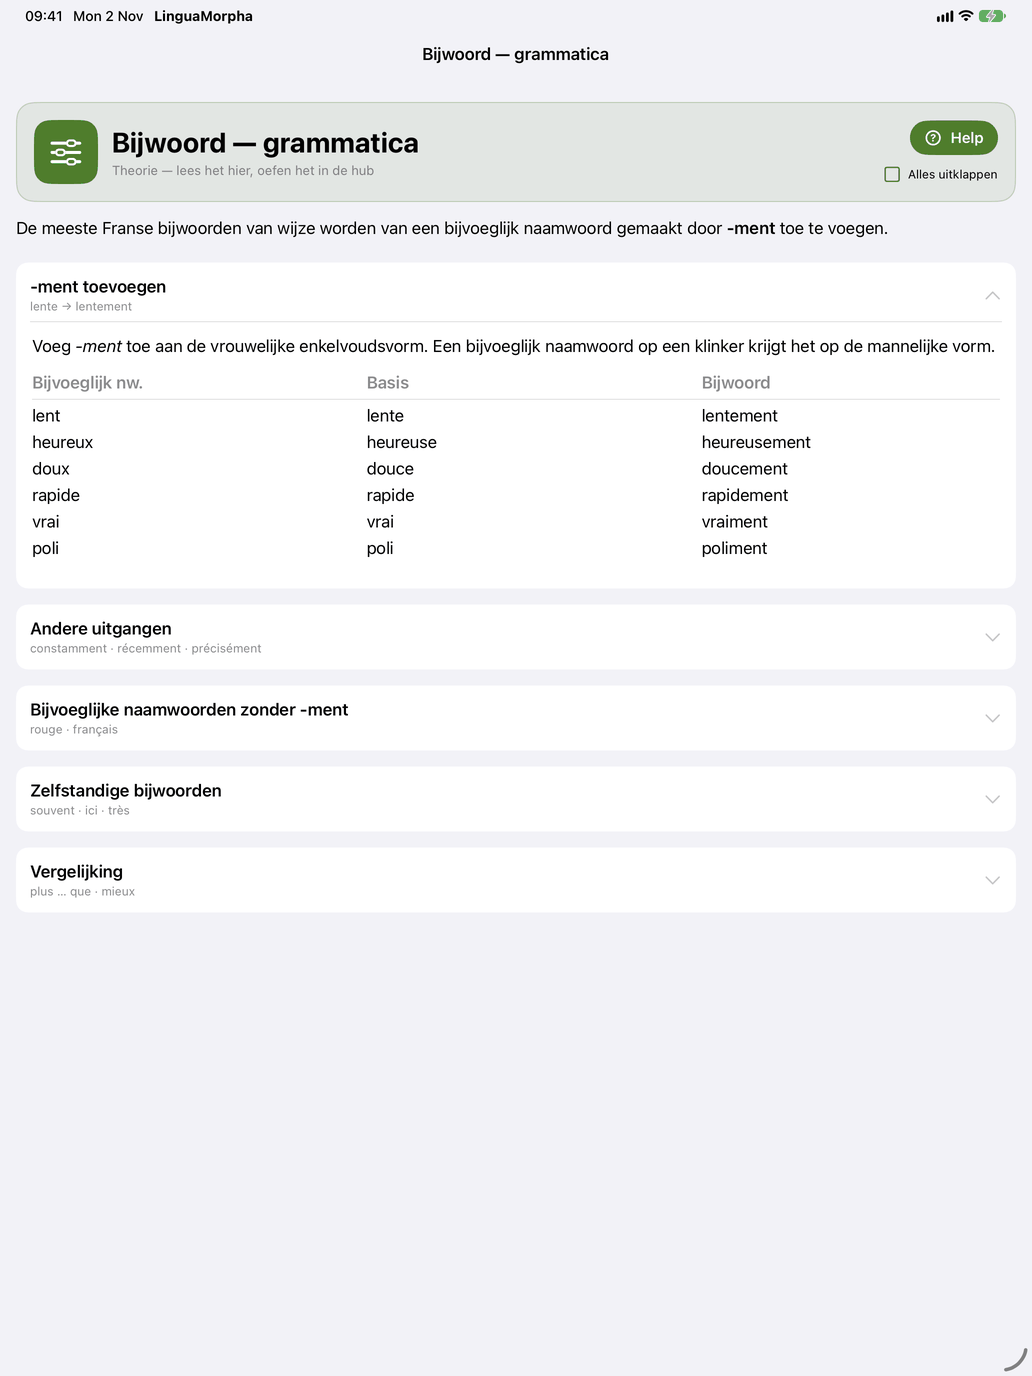 09:41 Mon 2 Nov LinguaMorpha
Bijwoord — grammatica
Bijwoord — grammatica
Theorie — lees het hier, oefen het in de hub
Help
Alles uitklappen
De meeste Franse bijwoorden van wijze worden van een bijvoeglijk naamwoord gemaakt door -ment toe te voegen.
-ment toevoegen
lente → lentement
Voeg -ment toe aan de vrouwelijke enkelvoudsvorm. Een bijvoeglijk naamwoord op een klinker krijgt het op de mannelijke vorm.
Bijvoeglijk nw. Basis Bijwoord
lent lente lentement
heureux heureuse heureusement
doux douce doucement
rapide rapide rapidement
vrai vrai vraiment
poli poli poliment
Andere uitgangen
constamment · récemment · précisément
Bijvoeglijke naamwoorden zonder -ment
rouge · français
Zelfstandige bijwoorden
souvent · ici · très
Vergelijking
plus … que · mieux